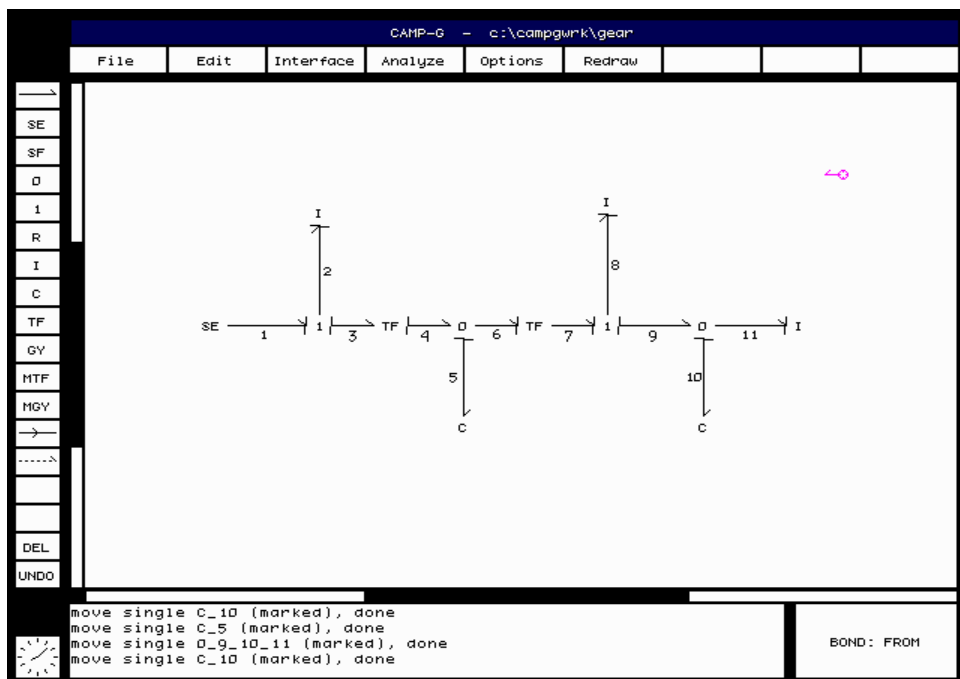 CAMP-G - c:\campgwrk\gear
File Edit Interface Analyze Options Redraw
SE
SF
0
1
R
I
C
TF
GY
MTF
MGY
DEL
UNDO
I
I
2
8
SE 1 1 3 TF 4 0 6 TF 7 1 9 0 11 I
5
10
C
C
move single C_10 (marked), done
move single C_5 (marked), done
move single 0_9_10_11 (marked), done
move single C_10 (marked), done
BOND: FROM